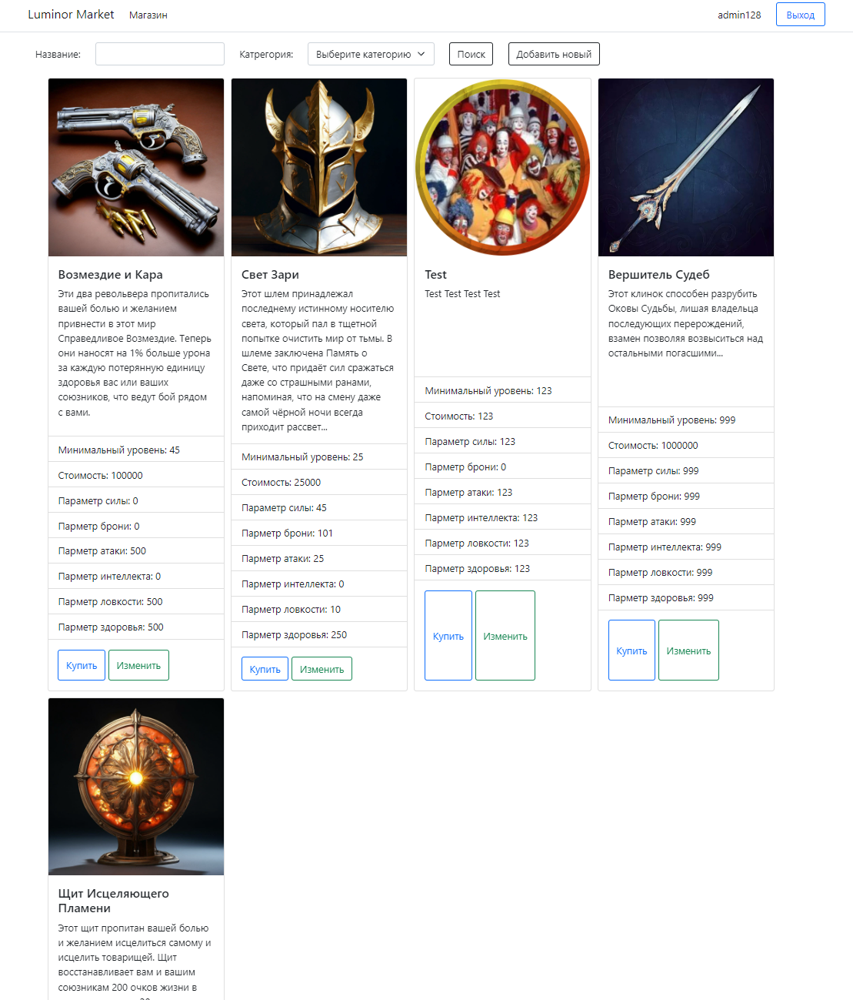 Luminor Market Магазин admin128 Выход
Название: Катрегория: Выберите категорию Поиск Добавить новый
Возмездие и Кара
Эти два револьвера пропитались
вашей болью и желанием
привнести в этот мир
Справедливое Возмездие. Теперь
они наносят на 1% больше урона
за каждую потерянную единицу
здоровья вас или ваших
союзников, что ведут бой рядом
с вами.
Минимальный уровень: 45
Стоимость: 100000
Параметр силы: 0
Парметр брони: 0
Парметр атаки: 500
Парметр интеллекта: 0
Парметр ловкости: 500
Парметр здоровья: 500
Купить Изменить
Свет Зари
Этот шлем принадлежал
последнему истинному носителю
света, который пал в тщетной
попытке очистить мир от тьмы. В
шлеме заключена Память о
Свете, что придаёт сил сражаться
даже со страшными ранами,
напоминая, что на смену даже
самой чёрной ночи всегда
приходит рассвет...
Минимальный уровень: 25
Стоимость: 25000
Параметр силы: 45
Парметр брони: 101
Парметр атаки: 25
Парметр интеллекта: 0
Парметр ловкости: 10
Парметр здоровья: 250
Купить Изменить
Test
Test Test Test Test
Минимальный уровень: 123
Стоимость: 123
Параметр силы: 123
Парметр брони: 0
Парметр атаки: 123
Парметр интеллекта: 123
Парметр ловкости: 123
Парметр здоровья: 123
Купить Изменить
Вершитель Судеб
Этот клинок способен разрубить
Оковы Судьбы, лишая владельца
последующих перерождений,
взамен позволяя возвыситься над
остальными погасшими...
Минимальный уровень: 999
Стоимость: 1000000
Параметр силы: 999
Парметр брони: 999
Парметр атаки: 999
Парметр интеллекта: 999
Парметр ловкости: 999
Парметр здоровья: 999
Купить Изменить
Щит Исцеляющего
Пламени
Этот щит пропитан вашей болью
и желанием исцелиться самому и
исцелить товарищей. Щит
восстанавливает вам и вашим
союзникам 200 очков жизни в